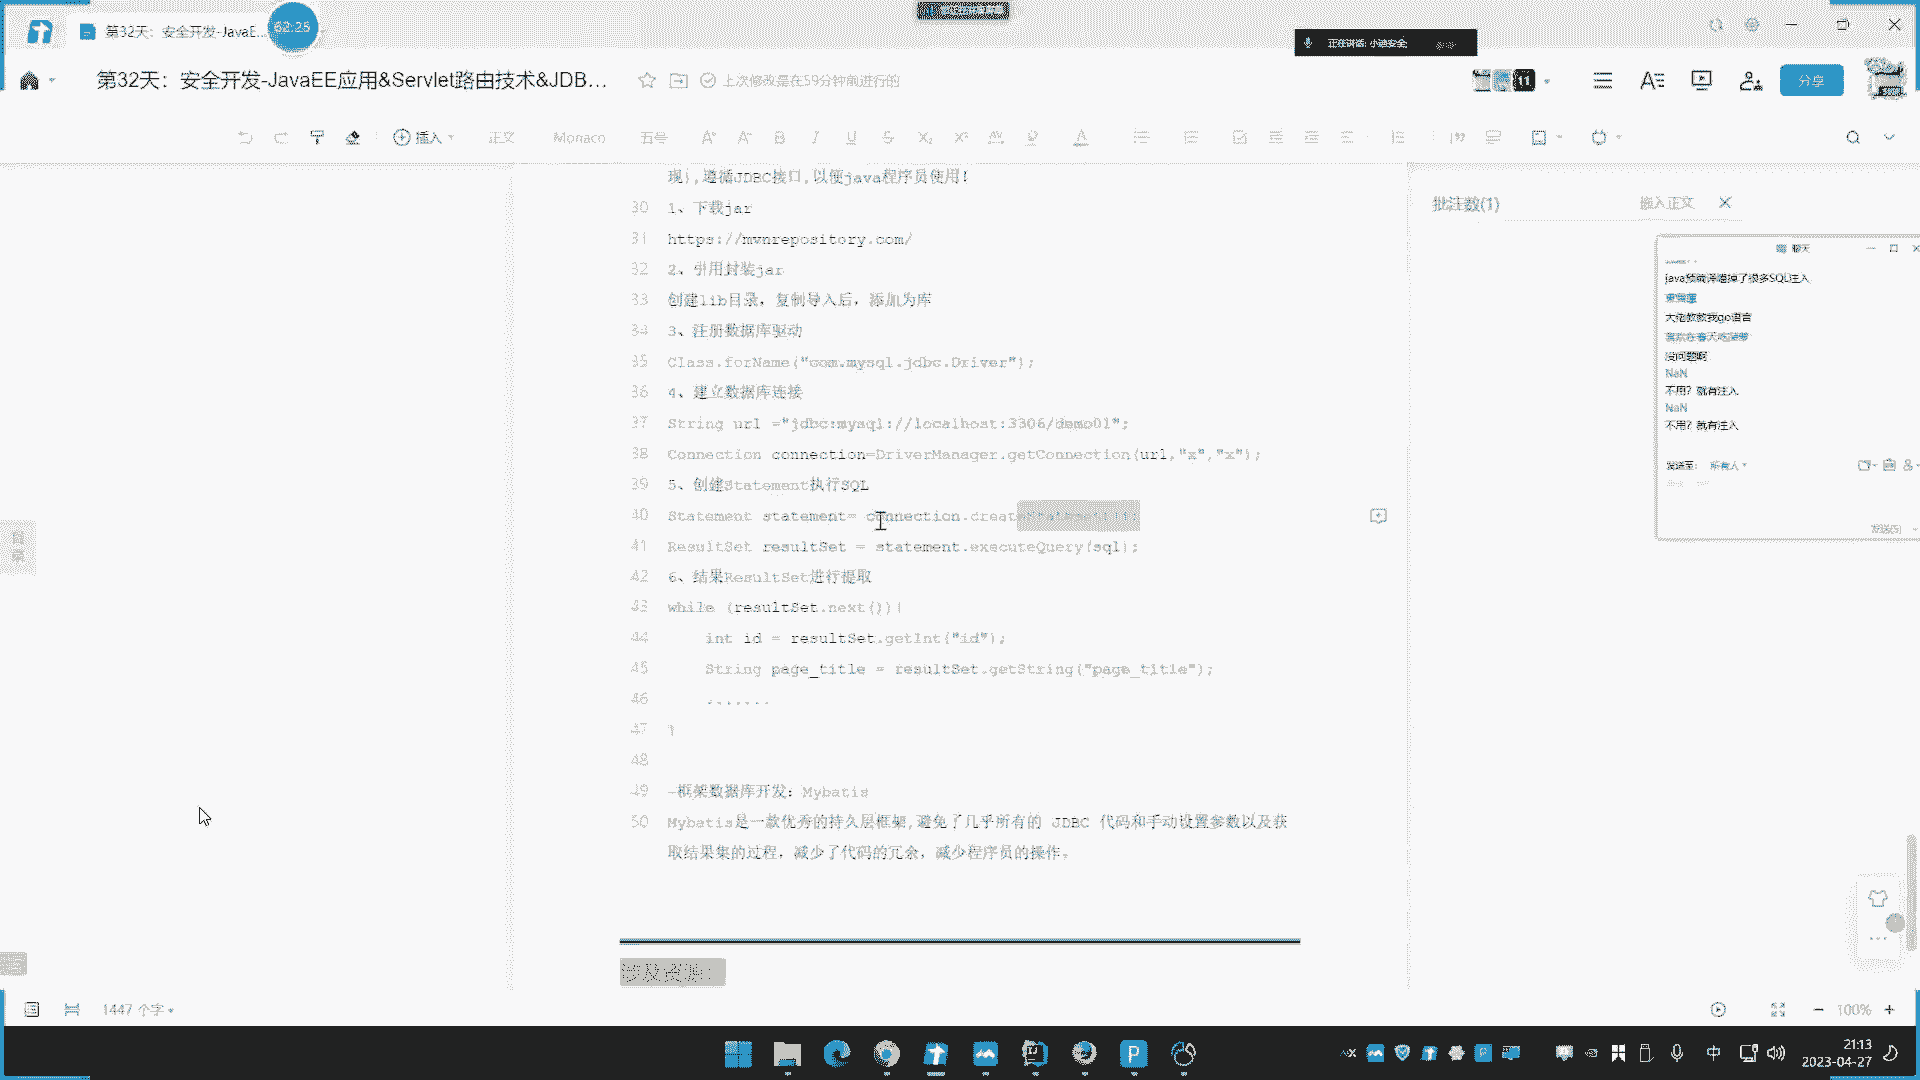 第32天：安全开发-JavaE...
62:25
正在讲话: 小迪安全
第32天：安全开发-JavaEE应用&Servlet路由技术&JDB...
上次修改是在59分钟前进行的
11
分享
插入
正文
Monaco
五号
现),遵循JDBC接口,以便java程序员使用!
30 1、下载jar
31 https://mvnrepository.com/
32 2、引用封装jar
33 创建lib目录，复制导入后，添加为库
34 3、注册数据库驱动
35 Class.forName("com.mysql.jdbc.Driver");
36 4、建立数据库连接
37 String url ="jdbc:mysql://localhost:3306/demo01";
38 Connection connection=DriverManager.getConnection(url,"x","x");
39 5、创建Statement执行SQL
40 Statement statement= connection.createStatement();
41 ResultSet resultSet = statement.executeQuery(sql);
42 6、结果ResultSet进行提取
43 while (resultSet.next()){
44 int id = resultSet.getInt("id");
45 String page_title = resultSet.getString("page_title");
46 .......
47 }
48
49 -框架数据库开发：Mybatis
50 Mybatis是一款优秀的持久层框架,避免了几乎所有的 JDBC 代码和手动设置参数以及获
取结果集的过程，减少了代码的冗余，减少程序员的操作。
涉及资源：
批注数(1)
插入正文
聊天
java预编译墙掉了很多SQL注入
大佬教教我go语言
没问题啊
NaN
不用？就有注入
NaN
不用？就有注入
发送至: 所有人
发送(S)
目录
1447 个字
100%
中
21:13
2023-04-27